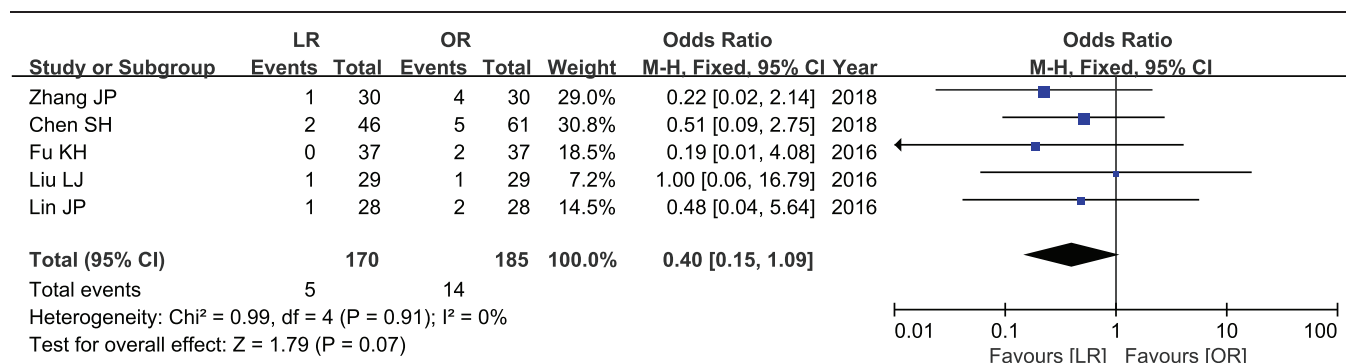 LR OR Odds Ratio Odds Ratio
Study or Subgroup Events Total Events Total Weight M-H, Fixed, 95% CI Year M-H, Fixed, 95% CI
Zhang JP 1 30 4 30 29.0% 0.22 [0.02, 2.14] 2018
Chen SH 2 46 5 61 30.8% 0.51 [0.09, 2.75] 2018
Fu KH 0 37 2 37 18.5% 0.19 [0.01, 4.08] 2016
Liu LJ 1 29 1 29 7.2% 1.00 [0.06, 16.79] 2016
Lin JP 1 28 2 28 14.5% 0.48 [0.04, 5.64] 2016
Total (95% CI) 170 185 100.0% 0.40 [0.15, 1.09]
Total events 5 14
Heterogeneity: Chi² = 0.99, df = 4 (P = 0.91); I² = 0%
Test for overall effect: Z = 1.79 (P = 0.07)
0.01 0.1 1 10 100
Favours [LR] Favours [OR]